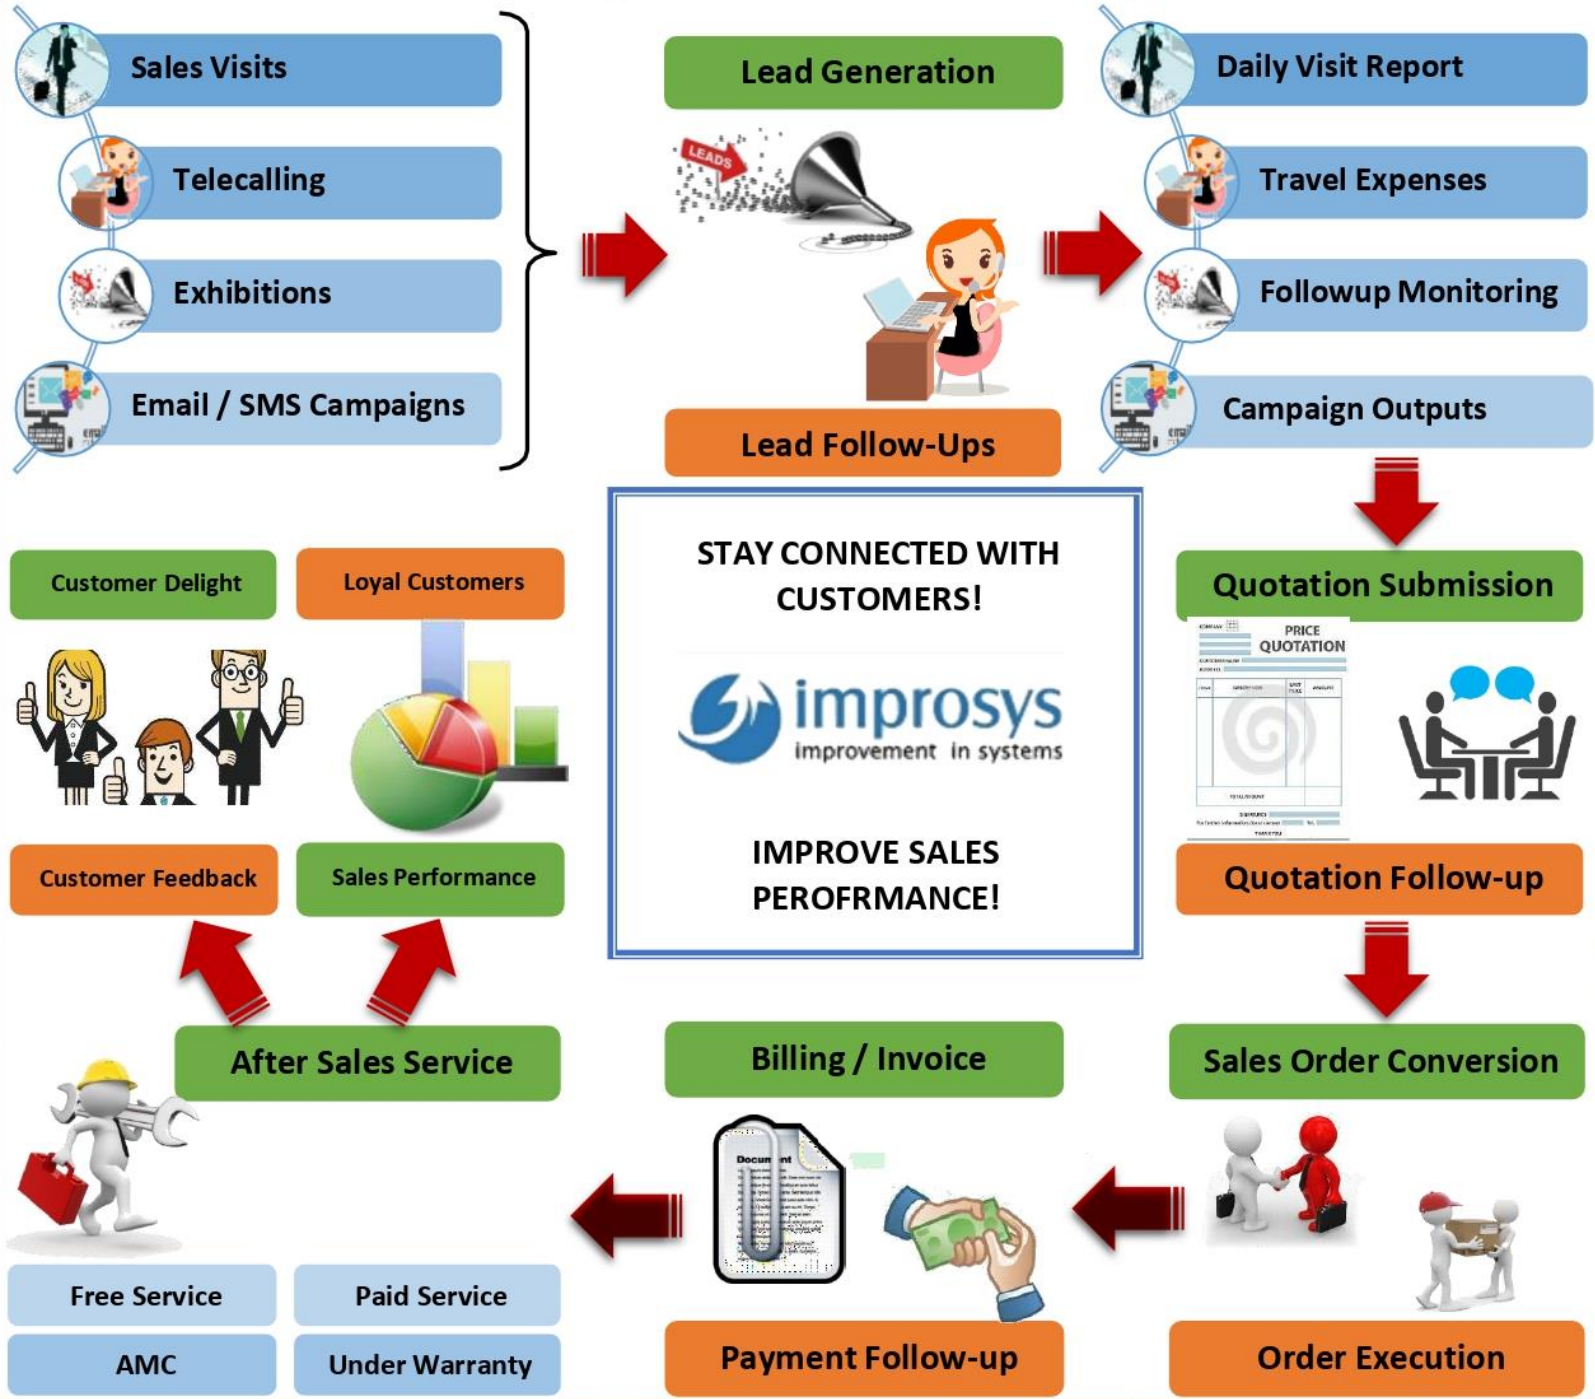 Sales Visits
Telecalling
Exhibitions
Email / SMS Campaigns
Lead Generation
LEADS
Lead Follow-Ups
Daily Visit Report
Travel Expenses
Followup Monitoring
Campaign Outputs
Customer Delight
Loyal Customers
Customer Feedback
Sales Performance
STAY CONNECTED WITH
CUSTOMERS!
improsys
improvement in systems
IMPROVE SALES
PEROFRMANCE!
Quotation Submission
PRICE
QUOTATION
Quotation Follow-up
After Sales Service
Free Service
Paid Service
AMC
Under Warranty
Billing / Invoice
Document
Payment Follow-up
Sales Order Conversion
Order Execution